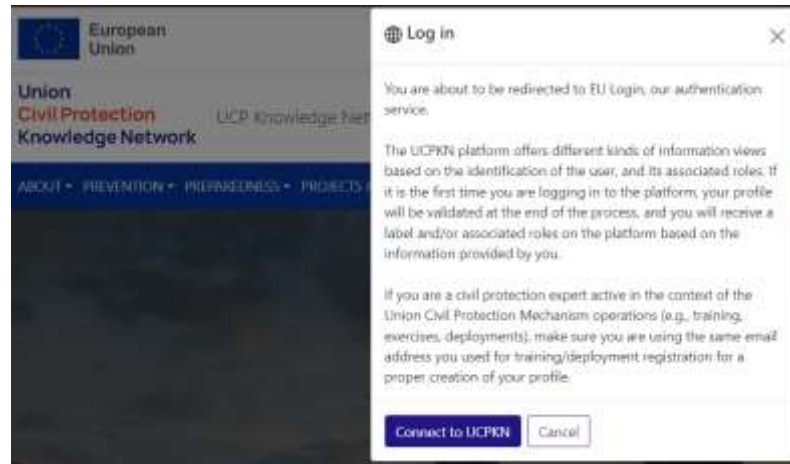 European
Union
Union
Civil Protection
Knowledge Network
UCP Knowledge Net
ABOUT
PREVENTION
PREPAREDNESS
PROJECTS
Log in
You are about to be redirected to EU Login, our authentication
service.
The UCPKN platform offers different kinds of information views
based on the identification of the user, and its associated roles. If
it is the first time you are logging in to the platform, your profile
will be validated at the end of the process, and you will receive a
label and/or associated roles on the platform based on the
information provided by you.
If you are a civil protection expert active in the context of the
Union Civil Protection Mechanism operations (e.g., training,
exercises, deployments), make sure you are using the same email
address you used for training/deployment registration for a
proper creation of your profile.
Connect to UCPKN
Cancel